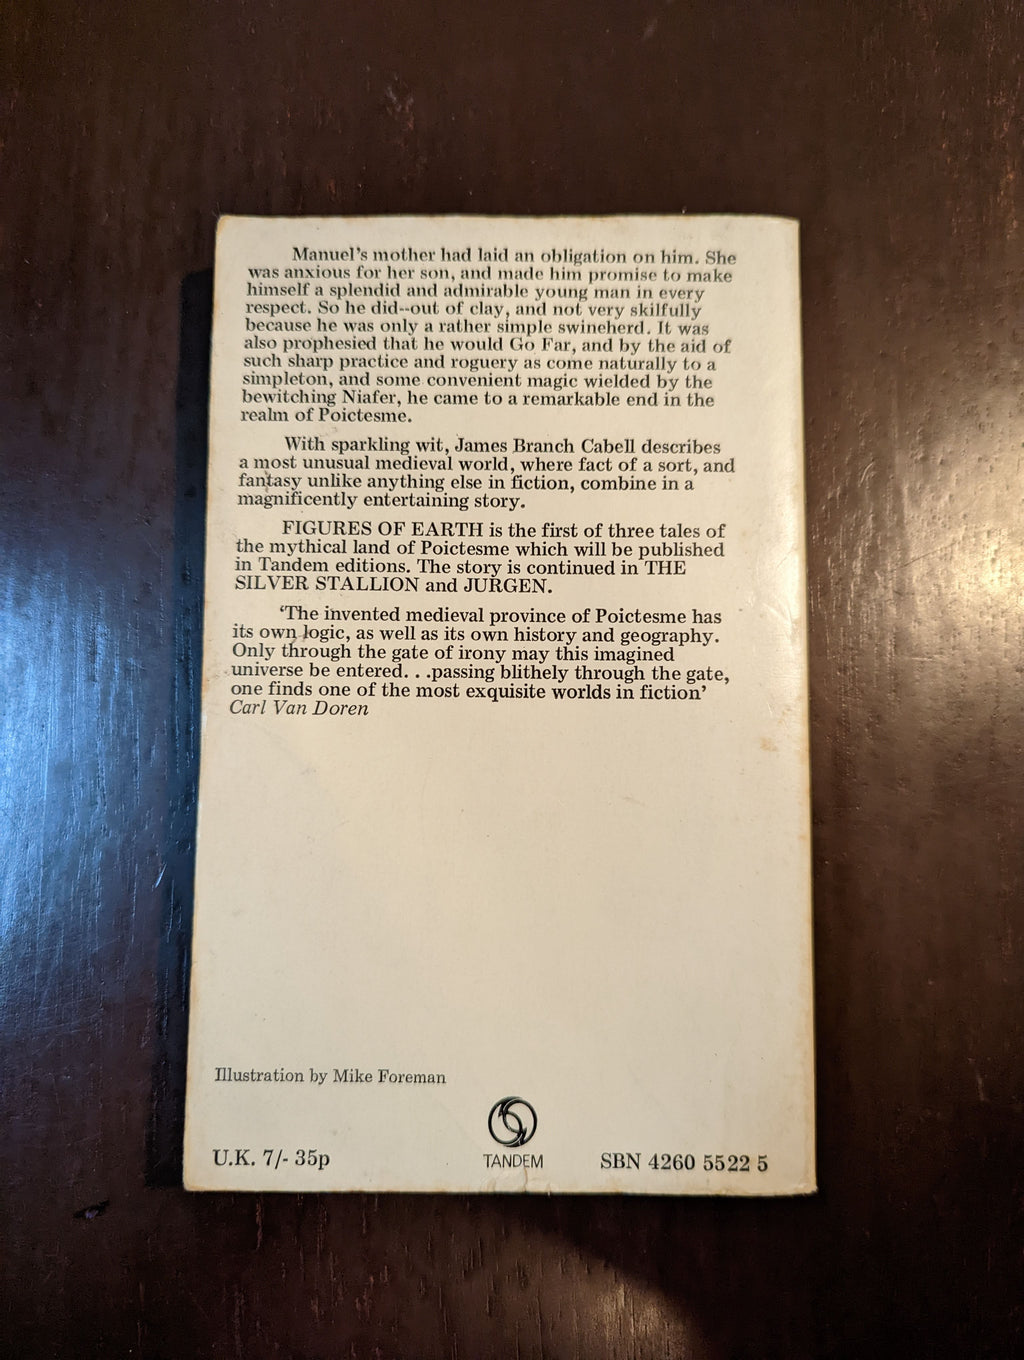 Manuel's mother had laid an obligation on him. She
was anxious for her son, and made him promise to make
himself a splendid and admirable young man in every
respect. So he did--out of clay, and not very skilfully
because he was only a rather simple swineherd. It was
also prophesied that he would Go Far, and by the aid of
such sharp practice and roguery as come naturally to a
simpleton, and some convenient magic wielded by the
bewitching Niafer, he came to a remarkable end in the
realm of Poictesme.
With sparkling wit, James Branch Cabell describes
a most unusual medieval world, where fact of a sort, and
fantasy unlike anything else in fiction, combine in a
magnificently entertaining story.
FIGURES OF EARTH is the first of three tales of
the mythical land of Poictesme which will be published
in Tandem editions. The story is continued in THE
SILVER STALLION and JURGEN.
'The invented medieval province of Poictesme has
its own logic, as well as its own history and geography.
Only through the gate of irony may this imagined
universe be entered. . .passing blithely through the gate,
one finds one of the most exquisite worlds in fiction'
Carl Van Doren
Illustration by Mike Foreman
U.K. 7/- 35p
TANDEM
SBN 4260 5522 5